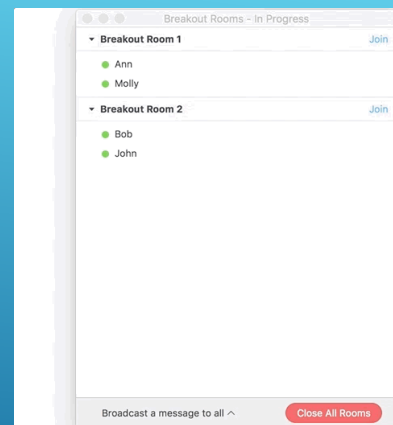 Breakout Rooms - In Progress
Breakout Room 1 Join
Ann
Molly
Breakout Room 2 Join
Bob
John
Broadcast a message to all Close All Rooms